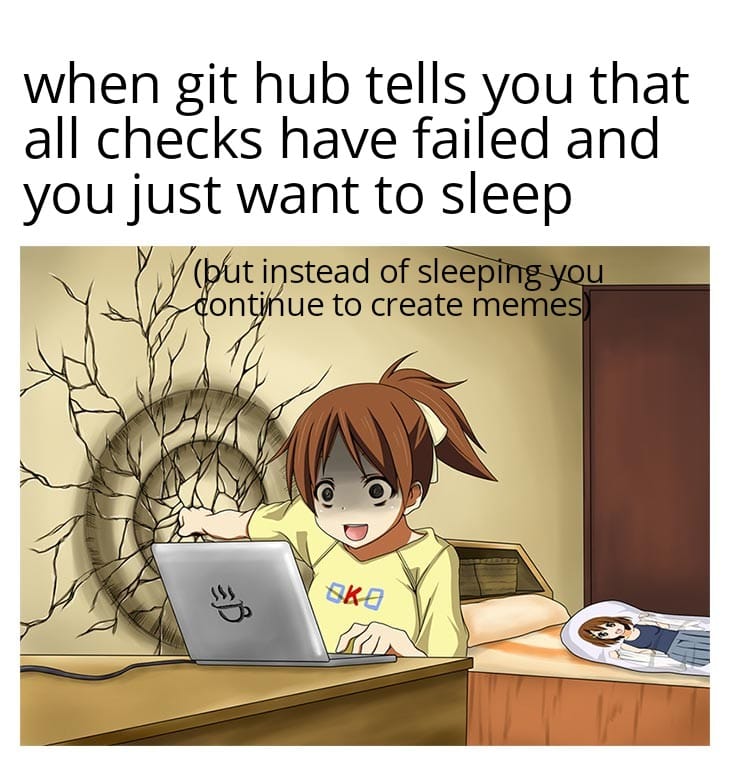 when git hub tells you that
all checks have failed and
you just want to sleep
(but instead of sleeping you
continue to create memes)
OKO